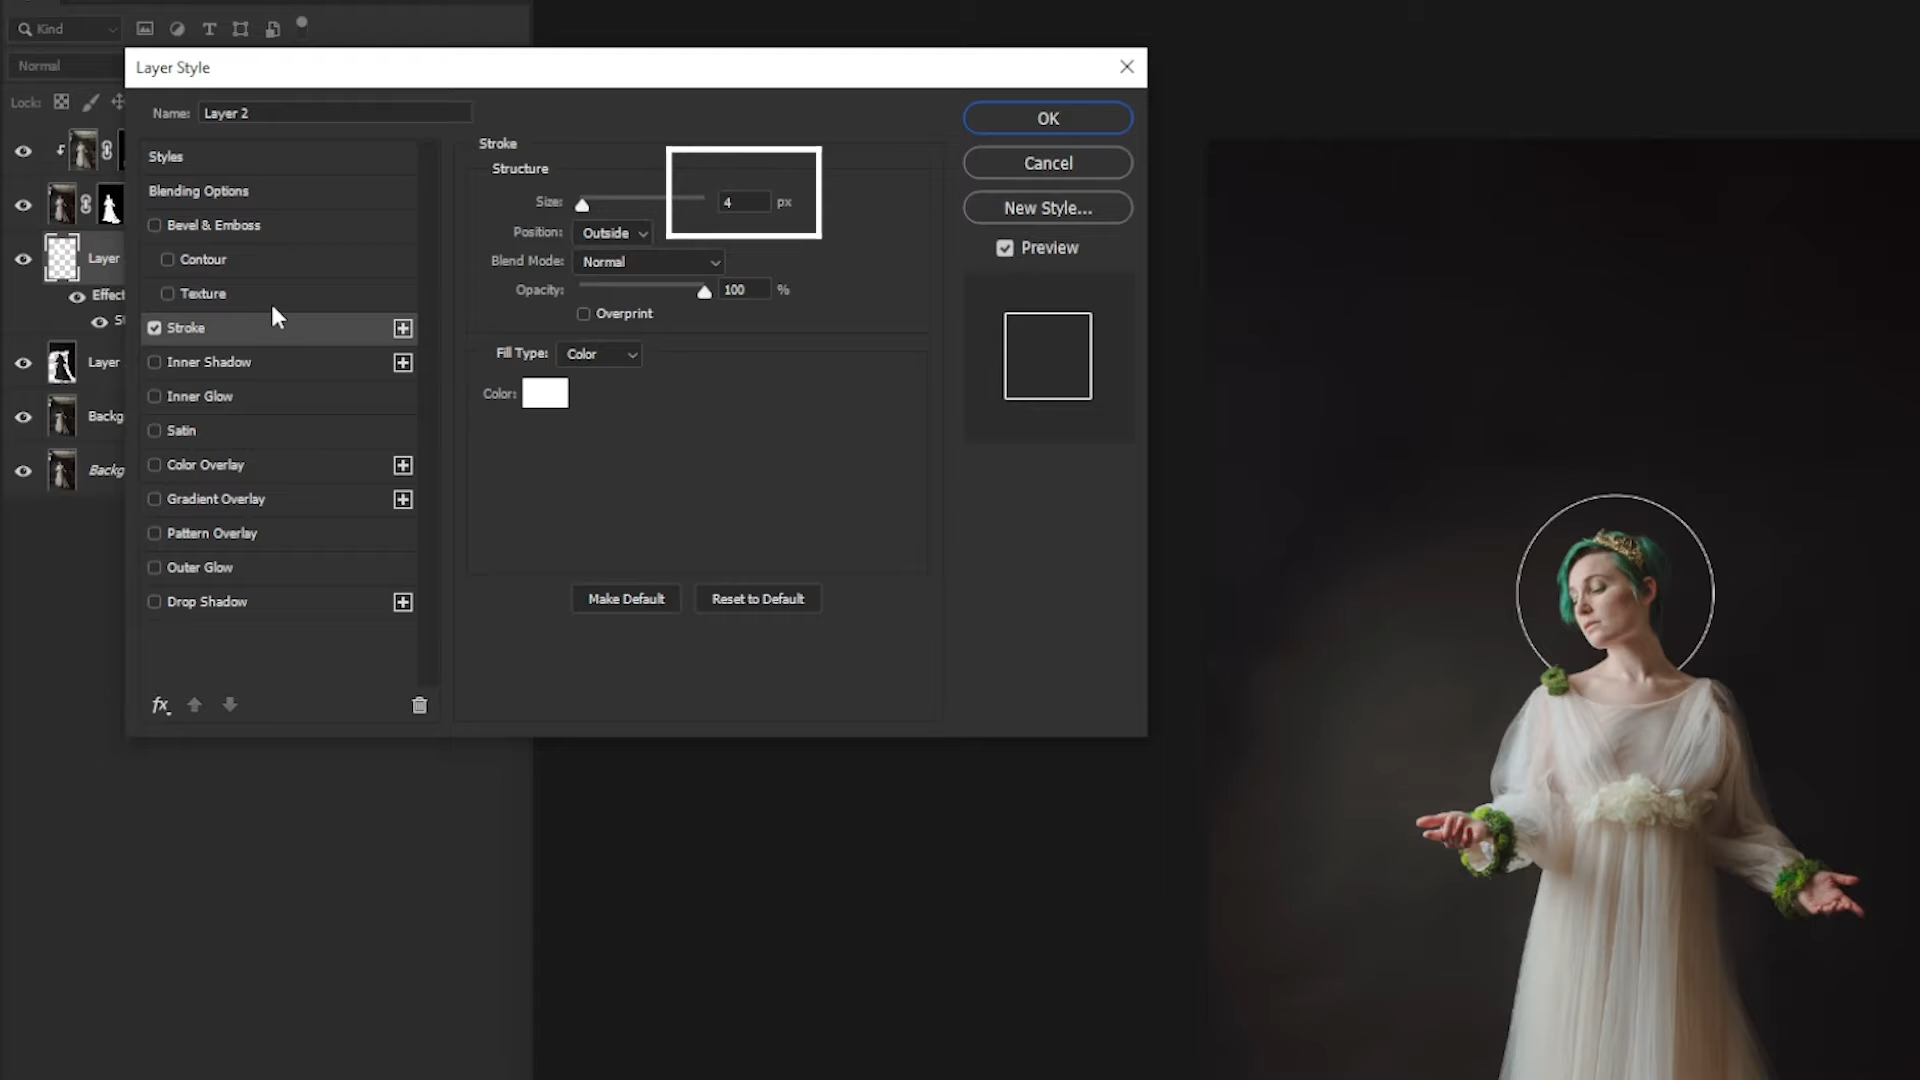 Kind
Normal
Lock:
Layer
Effect
Layer
Backg
Backg
Layer Style
Name: Layer 2
Styles
Blending Options
Bevel & Emboss
Contour
Texture
Stroke
Inner Shadow
Inner Glow
Satin
Color Overlay
Gradient Overlay
Pattern Overlay
Outer Glow
Drop Shadow
fx
Stroke
Structure
Size: 4 px
Position: Outside
Blend Mode: Normal
Opacity: 100 %
Overprint
Fill Type: Color
Color:
Make Default Reset to Default
OK
Cancel
New Style...
Preview